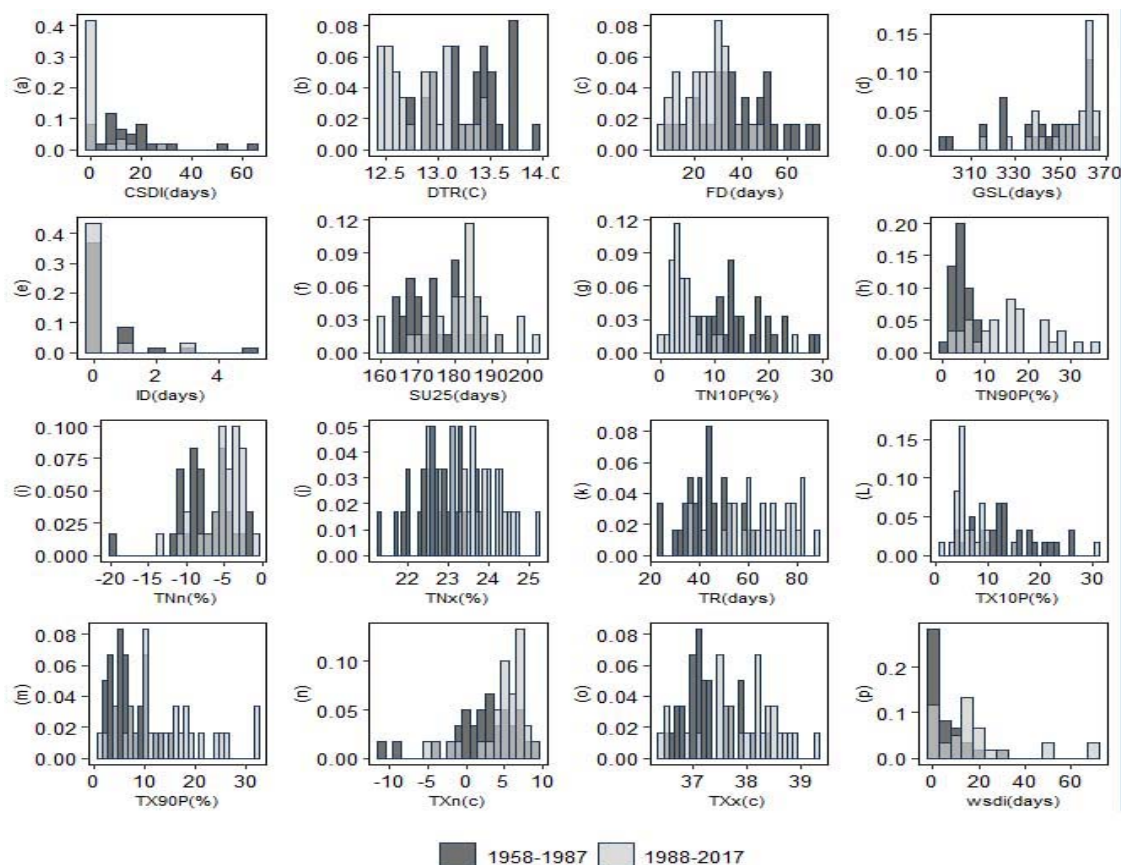 (a)
0.4
0.3
0.2
0.1
0.0
0 20 40 60
CSDI(days)
(b)
0.08
0.06
0.04
0.02
0.00
12.5 13.0 13.5 14.0
DTR(C)
(c)
0.08
0.06
0.04
0.02
0.00
20 40 60
FD(days)
(d)
0.15
0.10
0.05
0.00
310 330 350 370
GSL(days)
(e)
0.4
0.3
0.2
0.1
0.0
0 2 4
ID(days)
(f)
0.12
0.09
0.06
0.03
0.00
160 170 180 190 200
SU25(days)
(g)
0.12
0.09
0.06
0.03
0.00
0 10 20 30
TN10P(%)
(h)
0.20
0.15
0.10
0.05
0.00
0 10 20 30
TN90P(%)
(i)
0.100
0.075
0.050
0.025
0.000
-20 -15 -10 -5 0
TNn(%)
(j)
0.05
0.04
0.03
0.02
0.01
0.00
22 23 24 25
TNx(%)
(k)
0.08
0.06
0.04
0.02
0.00
20 40 60 80
TR(days)
(L)
0.15
0.10
0.05
0.00
0 10 20 30
TX10P(%)
(m)
0.08
0.06
0.04
0.02
0.00
0 10 20 30
TX90P(%)
(n)
0.10
0.05
0.00
-10 -5 0 5 10
TXn(c)
(o)
0.08
0.06
0.04
0.02
0.00
37 38 39
TXx(c)
(p)
0.2
0.1
0.0
0 20 40 60
wsdi(days)
1958-1987 1988-2017